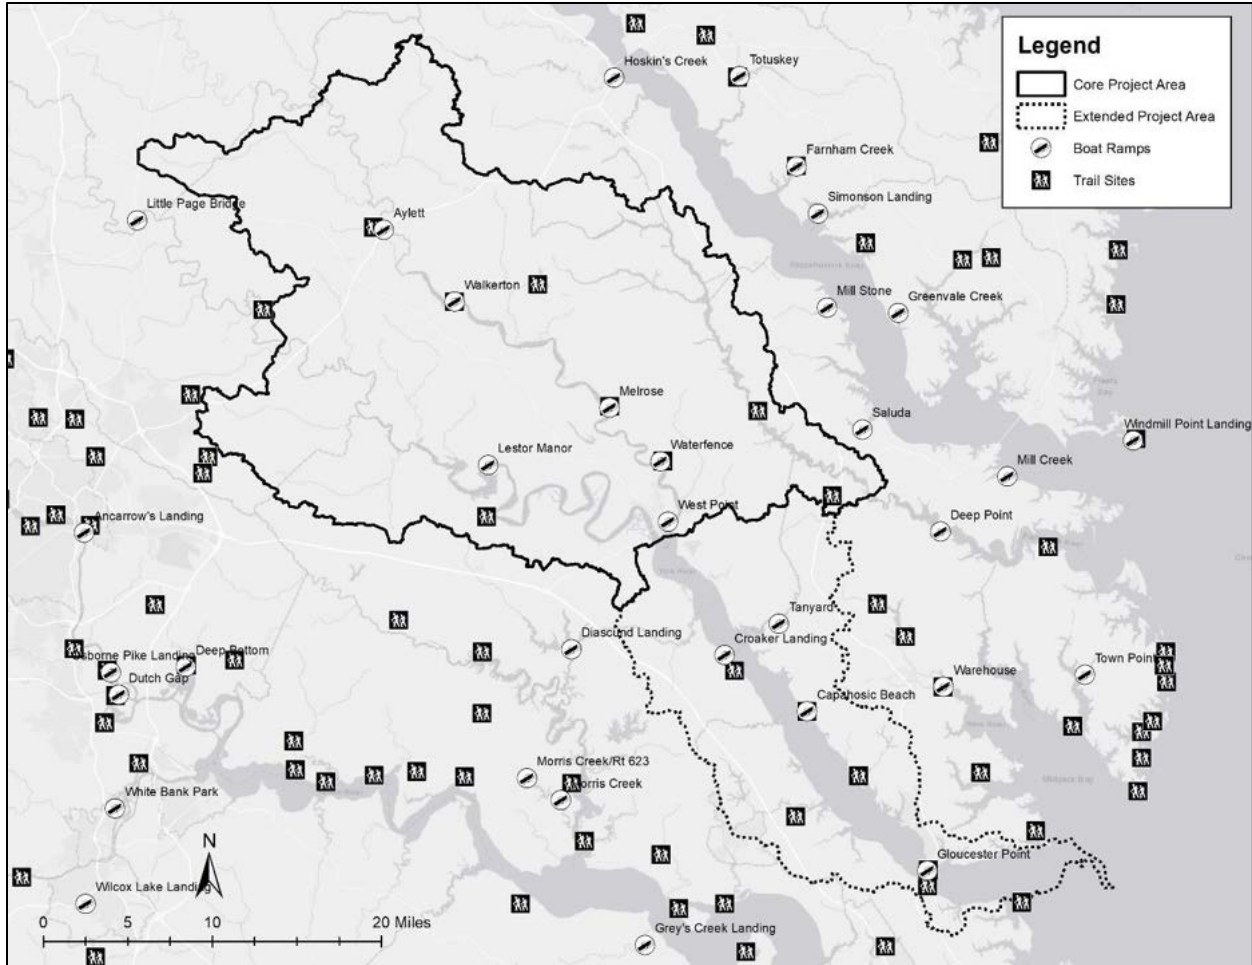 Legend
Core Project Area
Extended Project Area
Boat Ramps
Trail Sites
Hoskin's Creek
Totuskey
Farnham Creek
Simonson Landing
Little Page Bridge
Aylett
Walkerton
Mill Stone
Greenvale Creek
Melrose
Saluda
Windmill Point Landing
Lestor Manor
Waterfence
Mill Creek
West Point
Ancarrow's Landing
Deep Point
Tanyard
Diascund Landing
Croaker Landing
Osborne Pike Landing
Deep Bottom
Town Point
Warehouse
Dutch Gap
Capahosic Beach
Morris Creek/Rt 623
Morris Creek
White Bank Park
N
Gloucester Point
Wilcox Lake Landing
0 5 10 20 Miles
Grey's Creek Landing